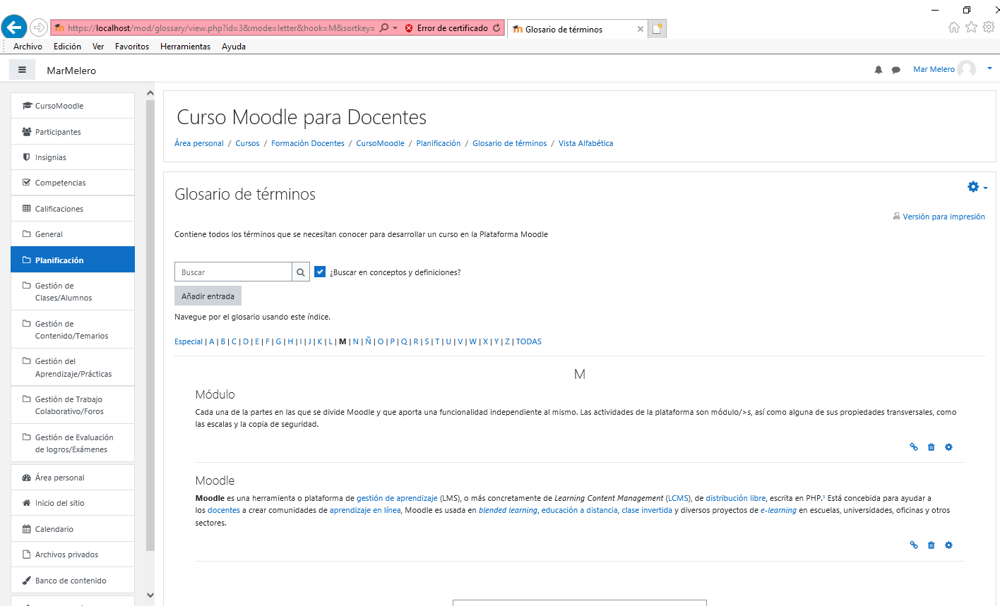 https://localhost/mod/glossary/view.php?id=3&mode=letter&hook=M&sortkey=
Error de certificado
Glosario de términos
Archivo Edición Ver Favoritos Herramientas Ayuda
MarMelero
Mar Melero
CursoMoodle
Participantes
Insignias
Competencias
Calificaciones
General
Planificación
Gestión de
Clases/Alumnos
Gestión de
Contenido/Temarios
Gestión del
Aprendizaje/Prácticas
Gestión de Trabajo
Colaborativo/Foros
Gestión de Evaluación
de logros/Exámenes
Área personal
Inicio del sitio
Calendario
Archivos privados
Banco de contenido
Curso Moodle para Docentes
Área personal / Cursos / Formación Docentes / CursoMoodle / Planificación / Glosario de términos / Vista Alfabética
Glosario de términos
Versión para impresión
Contiene todos los términos que se necesitan conocer para desarrollar un curso en la Plataforma Moodle
Buscar
¿Buscar en conceptos y definiciones?
Añadir entrada
Navegue por el glosario usando este índice.
Especial | A | B | C | D | E | F | G | H | I | J | K | L | M | N | Ñ | O | P | Q | R | S | T | U | V | W | X | Y | Z | TODAS
M
Módulo
Cada una de la partes en las que se divide Moodle y que aporta una funcionalidad independiente al mismo. Las actividades de la plataforma son módulo/>s, así como alguna de sus propiedades transversales, como
las escalas y la copia de seguridad.
Moodle
Moodle es una herramienta o plataforma de gestión de aprendizaje (LMS), o más concretamente de Learning Content Management (LCMS), de distribución libre, escrita en PHP.¹ Está concebida para ayudar a
los docentes a crear comunidades de aprendizaje en línea, Moodle es usada en blended learning, educación a distancia, clase invertida y diversos proyectos de e-learning en escuelas, universidades, oficinas y otros
sectores.